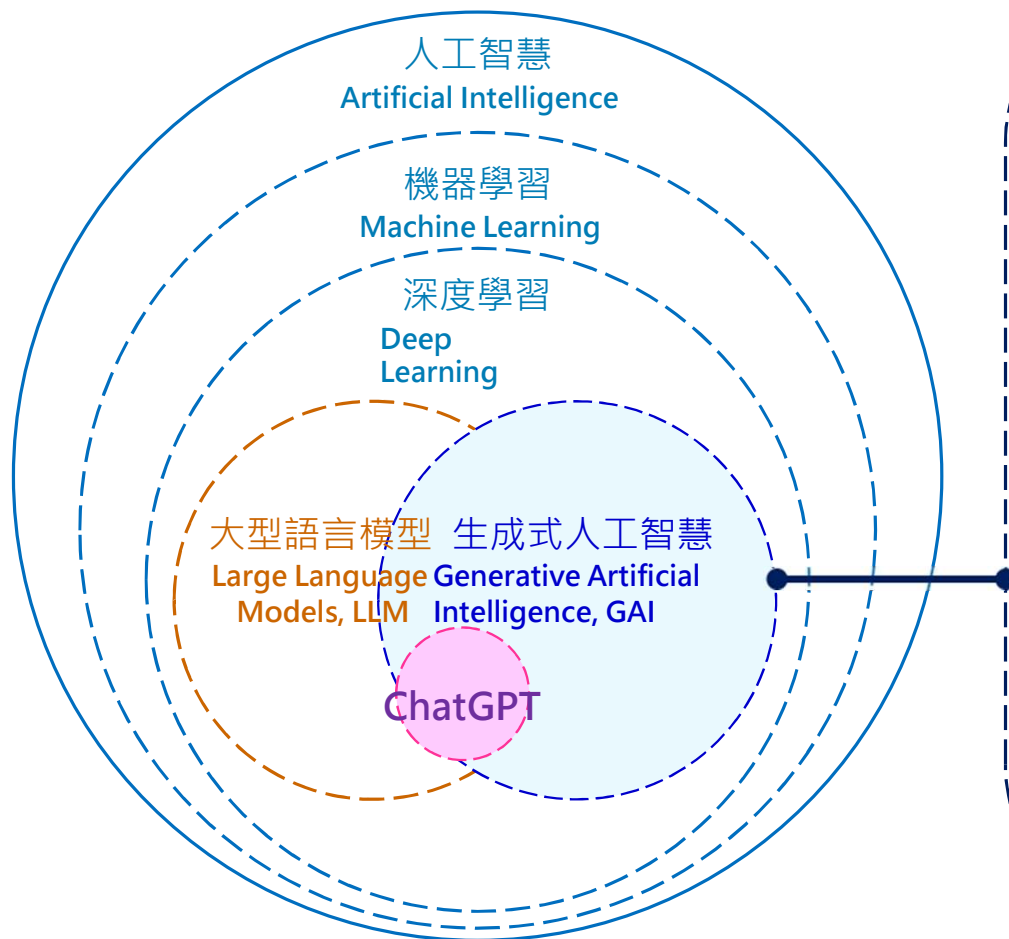 人工智慧
Artificial Intelligence
機器學習
Machine Learning
深度學習
Deep
Learning
大型語言模型
Large Language
Models, LLM
生成式人工智慧
Generative Artificial
Intelligence, GAI
ChatGPT